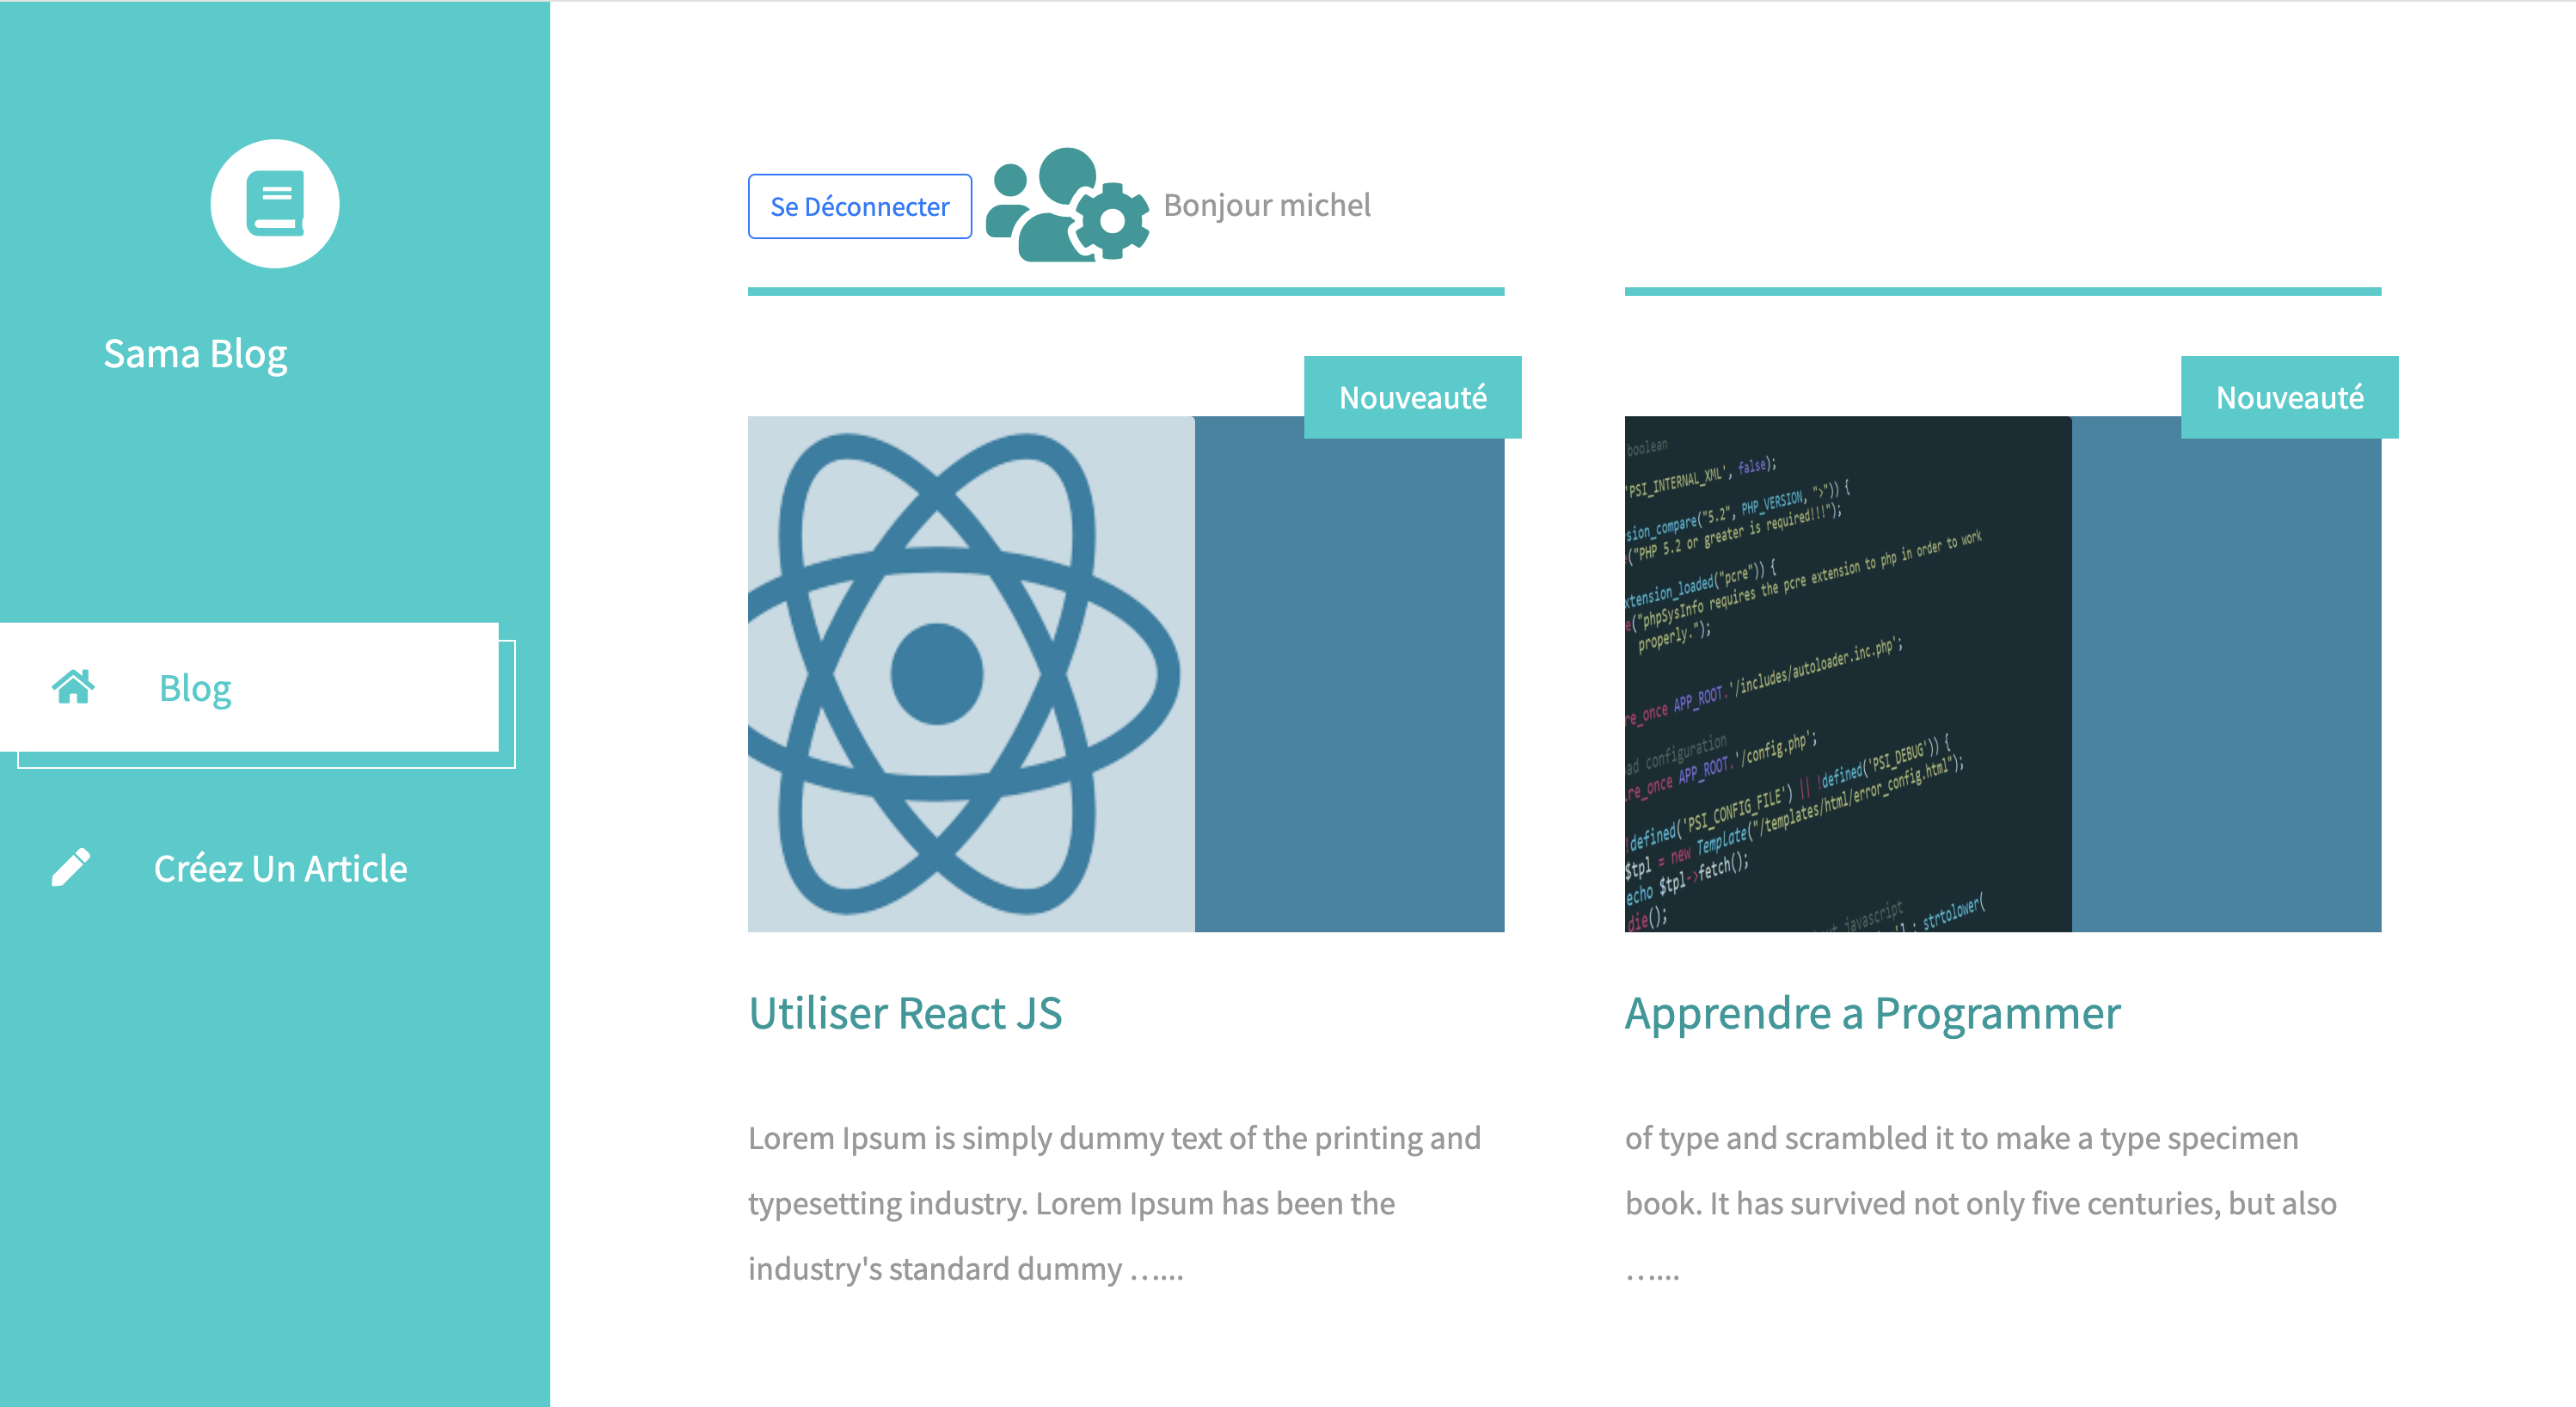 Sama Blog
Blog
Créez Un Article
Se Déconnecter
Bonjour michel
Nouveauté
Nouveauté
boolean
'PSI_INTERNAL_XML', false);
sion_compare("5.2", PHP_VERSION, ">")) {
("PHP 5.2 or greater is required!!!");
xtension_loaded("pcre")) {
e("phpSysInfo requires the pcre extension to php in order to work
properly.");
re_once APP_ROOT.'/includes/autoloader.inc.php';
ad configuration
re_once APP_ROOT.'/config.php';
!defined('PSI_CONFIG_FILE') || !defined('PSI_DEBUG')) {
$tpl = new Template("/templates/html/error_config.html");
echo $tpl->fetch();
die();
javascript
strtolower(
Utiliser React JS
Lorem Ipsum is simply dummy text of the printing and
typesetting industry. Lorem Ipsum has been the
industry's standard dummy …....
Apprendre a Programmer
of type and scrambled it to make a type specimen
book. It has survived not only five centuries, but also
…....